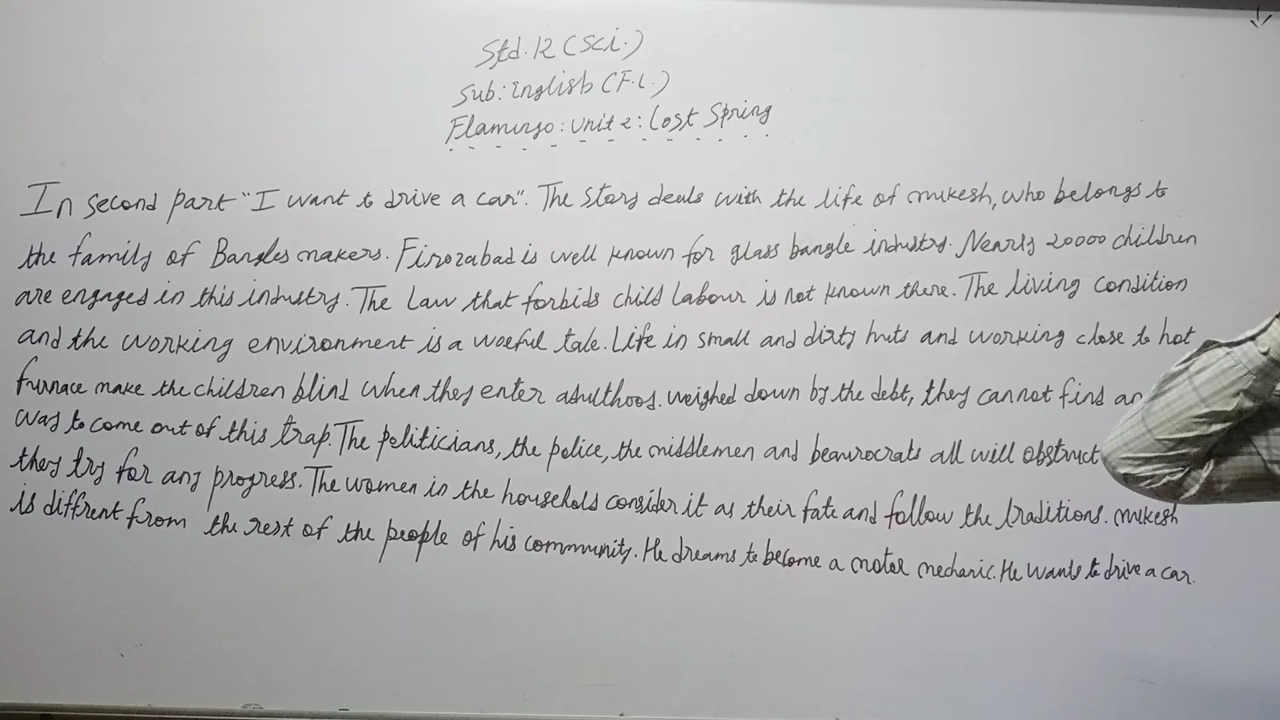 Std. 12 (Sci.)
Sub: English (F.L.)
Flamingo: Unit 2: Lost Spring
In second part "I want to drive a car". The story deals with the life of mukesh, who belongs to
the family of Bangles makers. Firozabad is well known for glass bangle industry. Nearly 20000 children
are engages in this industry. The Law that forbids child labour is not known there. The living condition
and the working environment is a woeful tale. Life in small and dirty huts and working close to hot
furnace make the children blind when they enter adulthood. weighed down by the debt, they cannot find
way to come out of this trap. The politicians, the police, the middlemen and beaurocrats all will obstruct
they try for any progress. The women in the household consider it as their fate and follow the traditions. mukesh
is diffrent from the rest of the people of his community. He dreams to become a motor mechanic. He wants to drive a car.